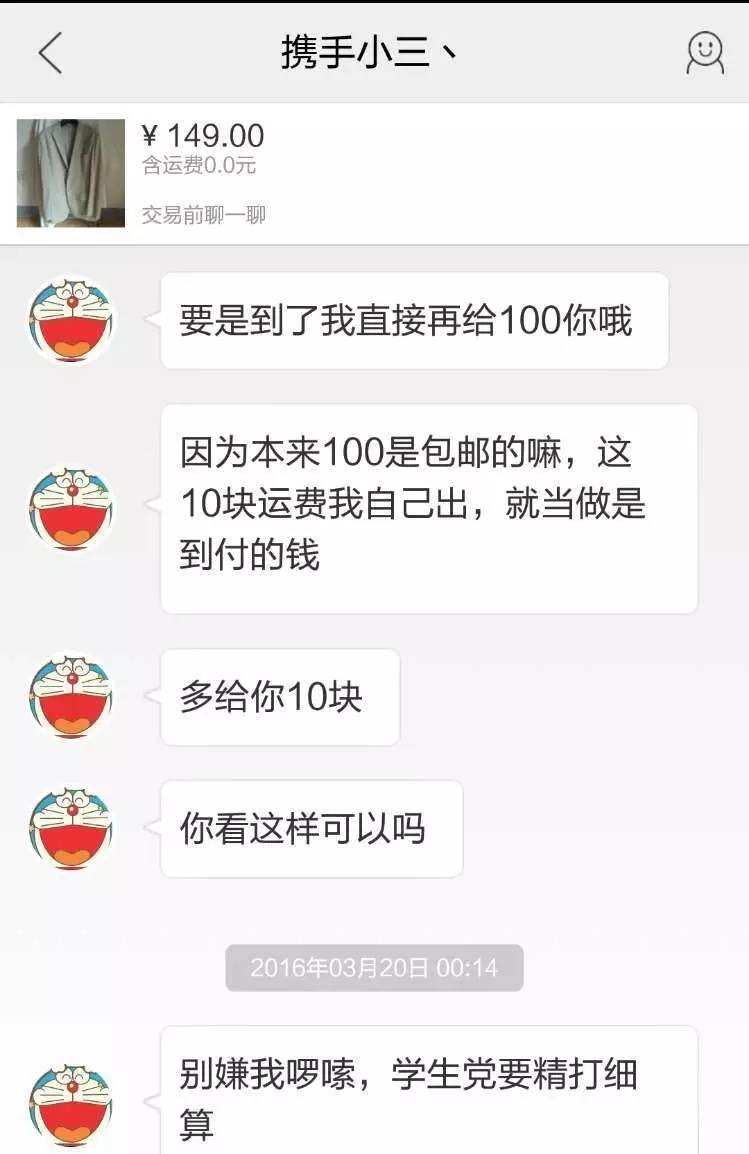 携手小三丶
¥ 149.00
含运费0.0元
交易前聊一聊
要是到了我直接再给100你哦
因为本来100是包邮的嘛，这
10块运费我自己出，就当做是
到付的钱
多给你10块
你看这样可以吗
2016年03月20日 00:14
别嫌我啰嗦，学生党要精打细
算